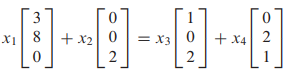 x₁ [3 8 0] + x₂ [0 0 2] = x₃ [1 0 2] + x₄ [0 2 1]